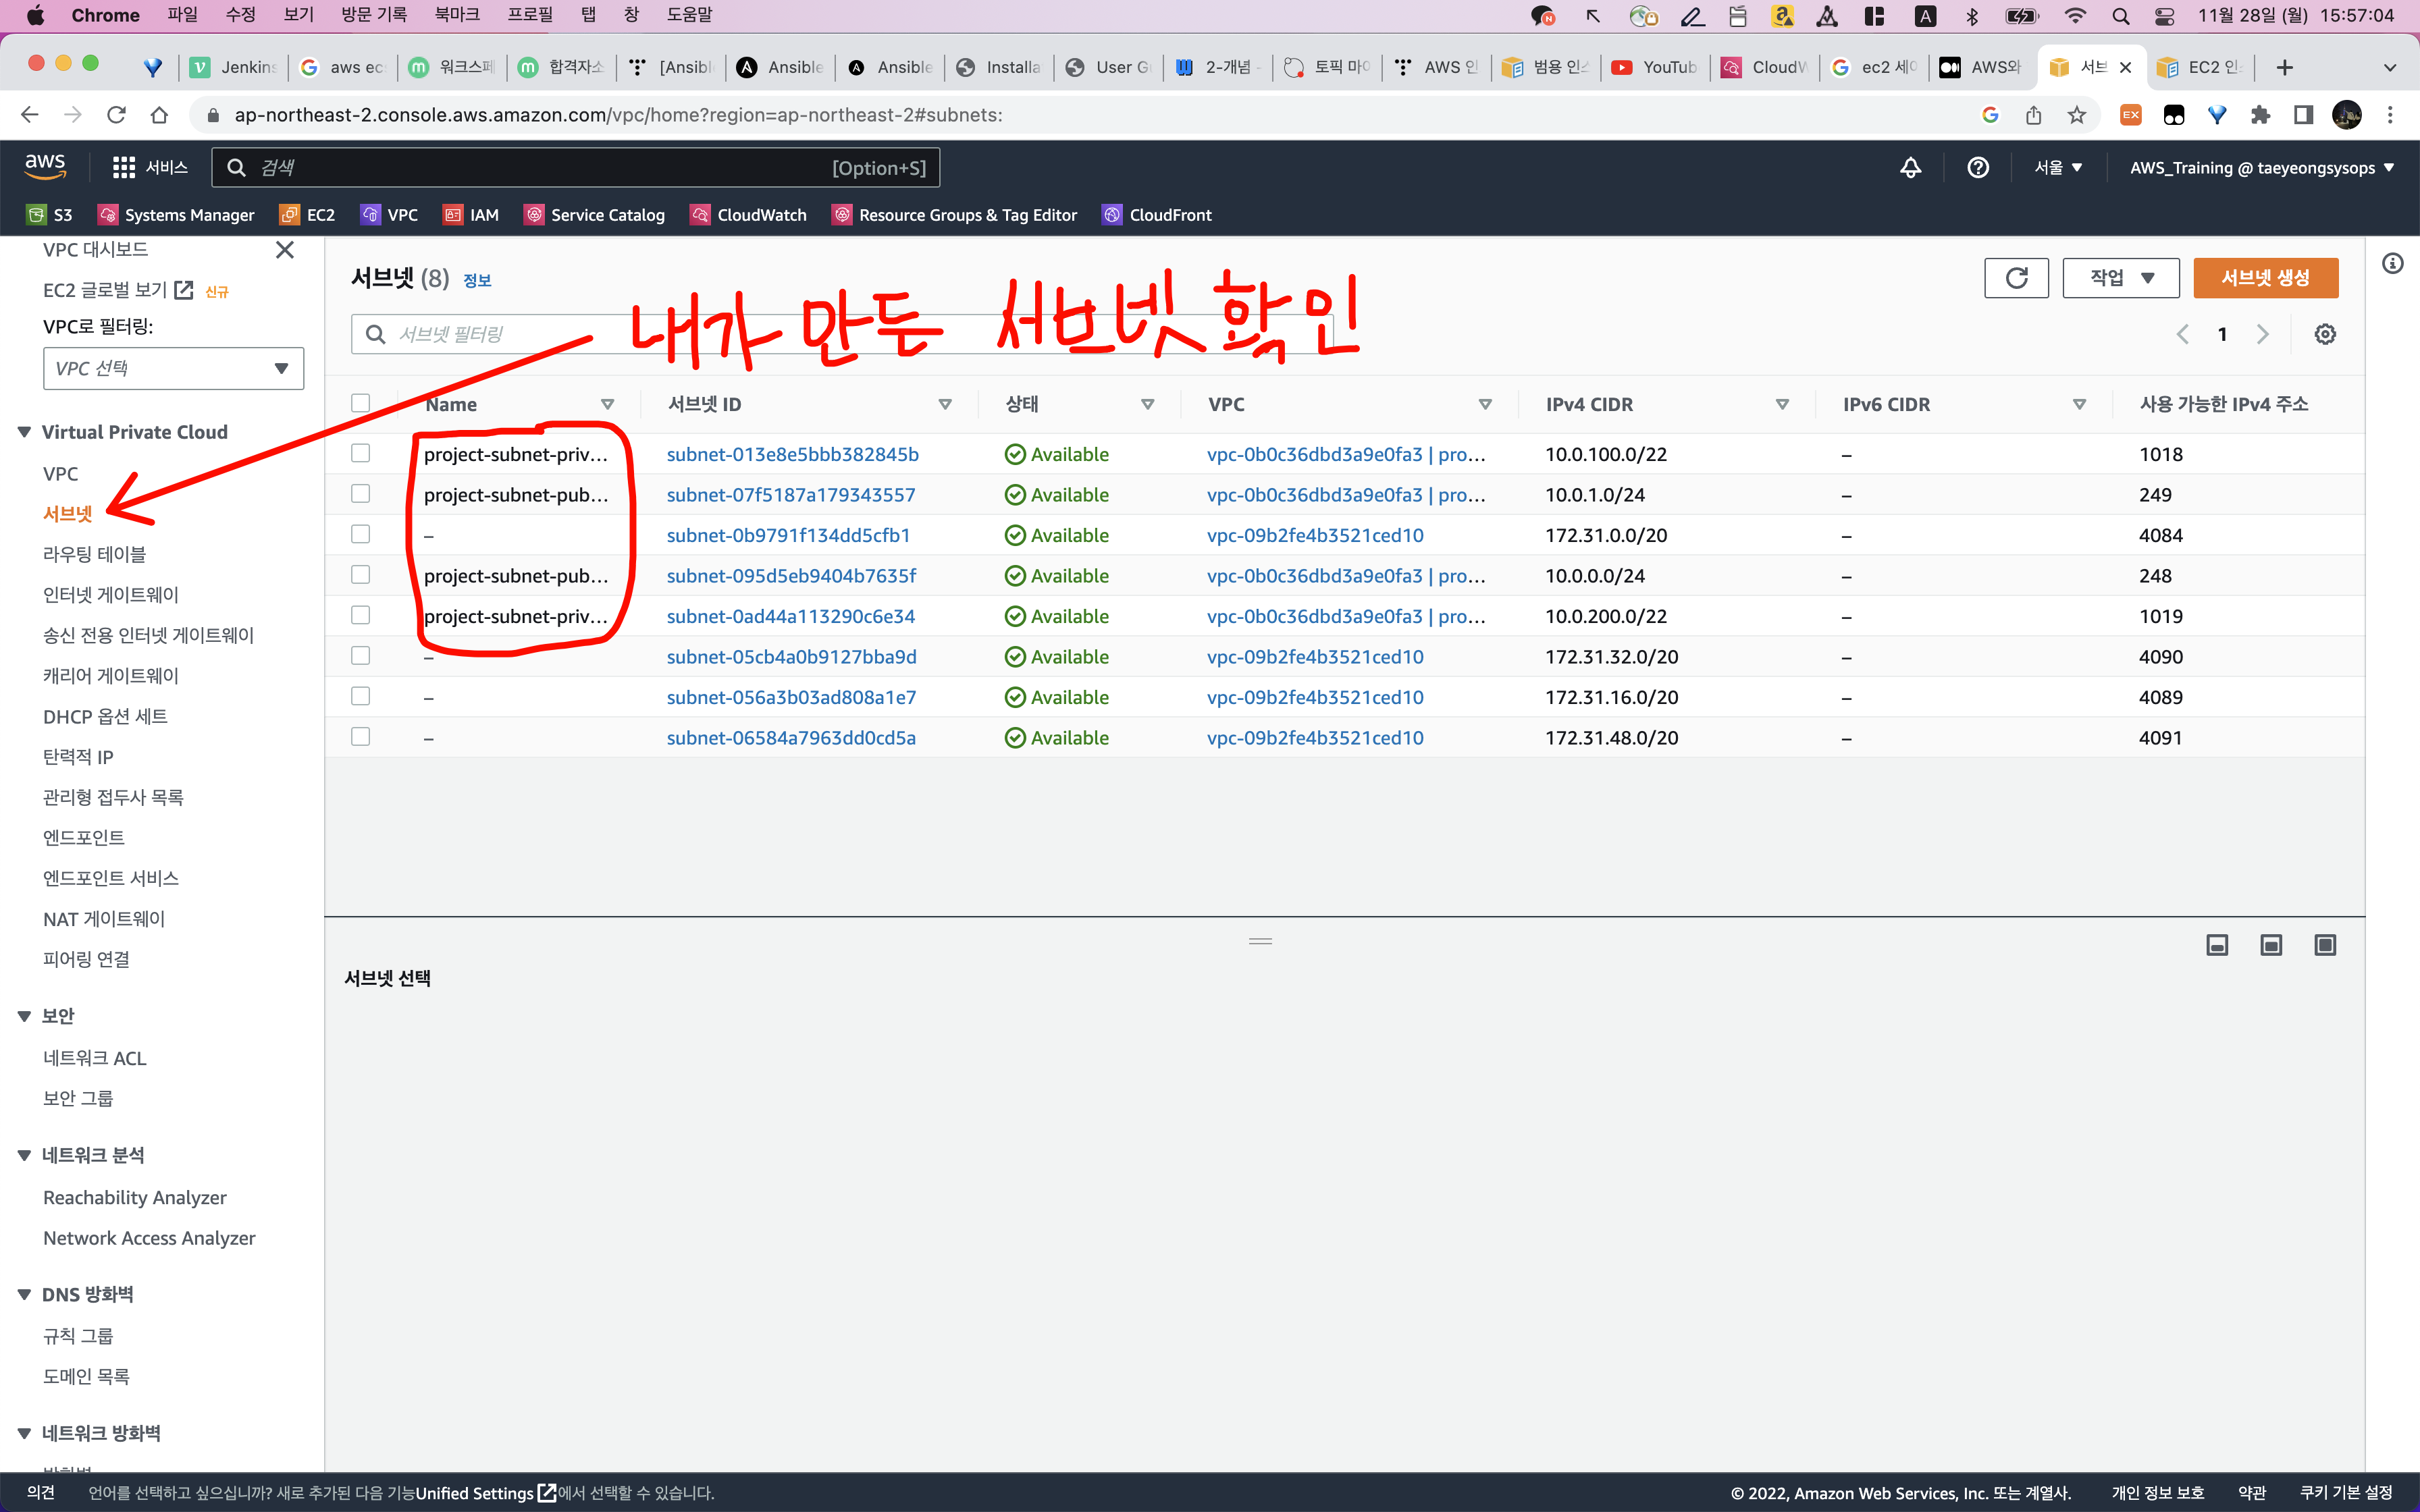 Chrome 파일 수정 보기 방문 기록 북마크 프로필 탭 창 도움말 11월 28일 (월) 15:57:04
Jenkins aws ec 워크스페 합격자소 [Ansibl Ansible Ansible Installa User G 2-개념 - 토픽 마이 AWS 인 범용 인스 YouTub CloudW ec2 세이 AWS와 서브 EC2 인
ap-northeast-2.console.aws.amazon.com/vpc/home?region=ap-northeast-2#subnets:
aws 서비스 검색 [Option+S] 서울 AWS_Training @ taeyeongsysops
S3 Systems Manager EC2 VPC IAM Service Catalog CloudWatch Resource Groups & Tag Editor CloudFront
VPC 대시보드
EC2 글로벌 보기 신규
VPC로 필터링:
VPC 선택
Virtual Private Cloud
VPC
서브넷
라우팅 테이블
인터넷 게이트웨이
송신 전용 인터넷 게이트웨이
캐리어 게이트웨이
DHCP 옵션 세트
탄력적 IP
관리형 접두사 목록
엔드포인트
엔드포인트 서비스
NAT 게이트웨이
피어링 연결
보안
네트워크 ACL
보안 그룹
네트워크 분석
Reachability Analyzer
Network Access Analyzer
DNS 방화벽
규칙 그룹
도메인 목록
네트워크 방화벽
서브넷 (8) 정보
작업 서브넷 생성
서브넷 필터링
1
내가 만든 서브넷 확인
Name 서브넷 ID 상태 VPC IPv4 CIDR IPv6 CIDR 사용 가능한 IPv4 주소
project-subnet-priv... subnet-013e8e5bbb382845b Available vpc-0b0c36dbd3a9e0fa3 | pro... 10.0.100.0/22 – 1018
project-subnet-pub... subnet-07f5187a179343557 Available vpc-0b0c36dbd3a9e0fa3 | pro... 10.0.1.0/24 – 249
– subnet-0b9791f134dd5cfb1 Available vpc-09b2fe4b3521ced10 172.31.0.0/20 – 4084
project-subnet-pub... subnet-095d5eb9404b7635f Available vpc-0b0c36dbd3a9e0fa3 | pro... 10.0.0.0/24 – 248
project-subnet-priv... subnet-0ad44a113290c6e34 Available vpc-0b0c36dbd3a9e0fa3 | pro... 10.0.200.0/22 – 1019
– subnet-05cb4a0b9127bba9d Available vpc-09b2fe4b3521ced10 172.31.32.0/20 – 4090
– subnet-056a3b03ad808a1e7 Available vpc-09b2fe4b3521ced10 172.31.16.0/20 – 4089
– subnet-06584a7963dd0cd5a Available vpc-09b2fe4b3521ced10 172.31.48.0/20 – 4091
서브넷 선택
의견 언어를 선택하고 싶으십니까? 새로 추가된 다음 기능Unified Settings에서 선택할 수 있습니다. © 2022, Amazon Web Services, Inc. 또는 계열사. 개인 정보 보호 약관 쿠키 기본 설정